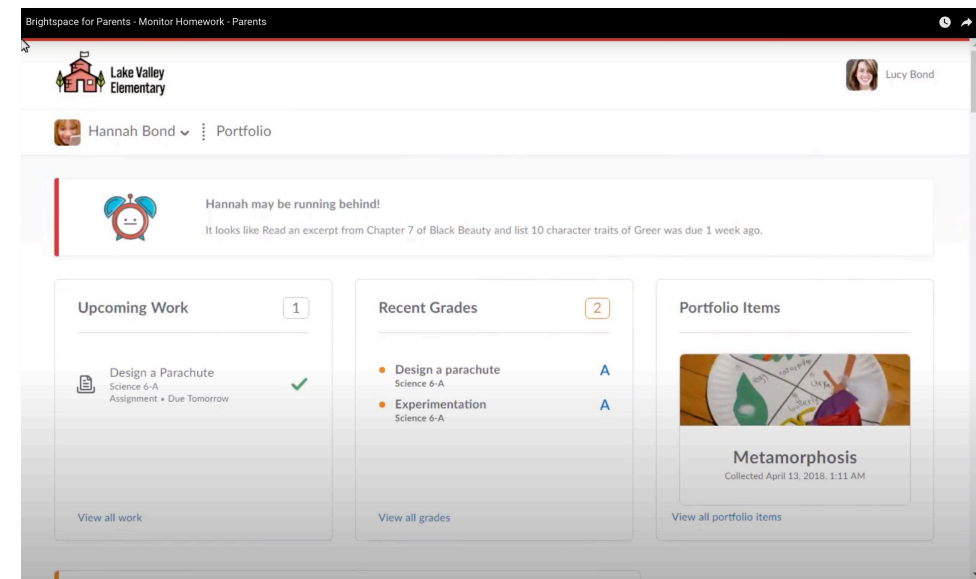 Brightspace for Parents - Monitor Homework - Parents
Lake Valley
Elementary
Lucy Bond
Hannah Bond
Portfolio
Hannah may be running behind!
It looks like Read an excerpt from Chapter 7 of Black Beauty and list 10 character traits of Greer was due 1 week ago.
Upcoming Work
1
Design a Parachute
Science 6-A
Assignment • Due Tomorrow
View all work
Recent Grades
2
Design a parachute
A
Science 6-A
Experimentation
A
Science 6-A
View all grades
Portfolio Items
Metamorphosis
Collected April 13, 2018, 1:11 AM
View all portfolio items